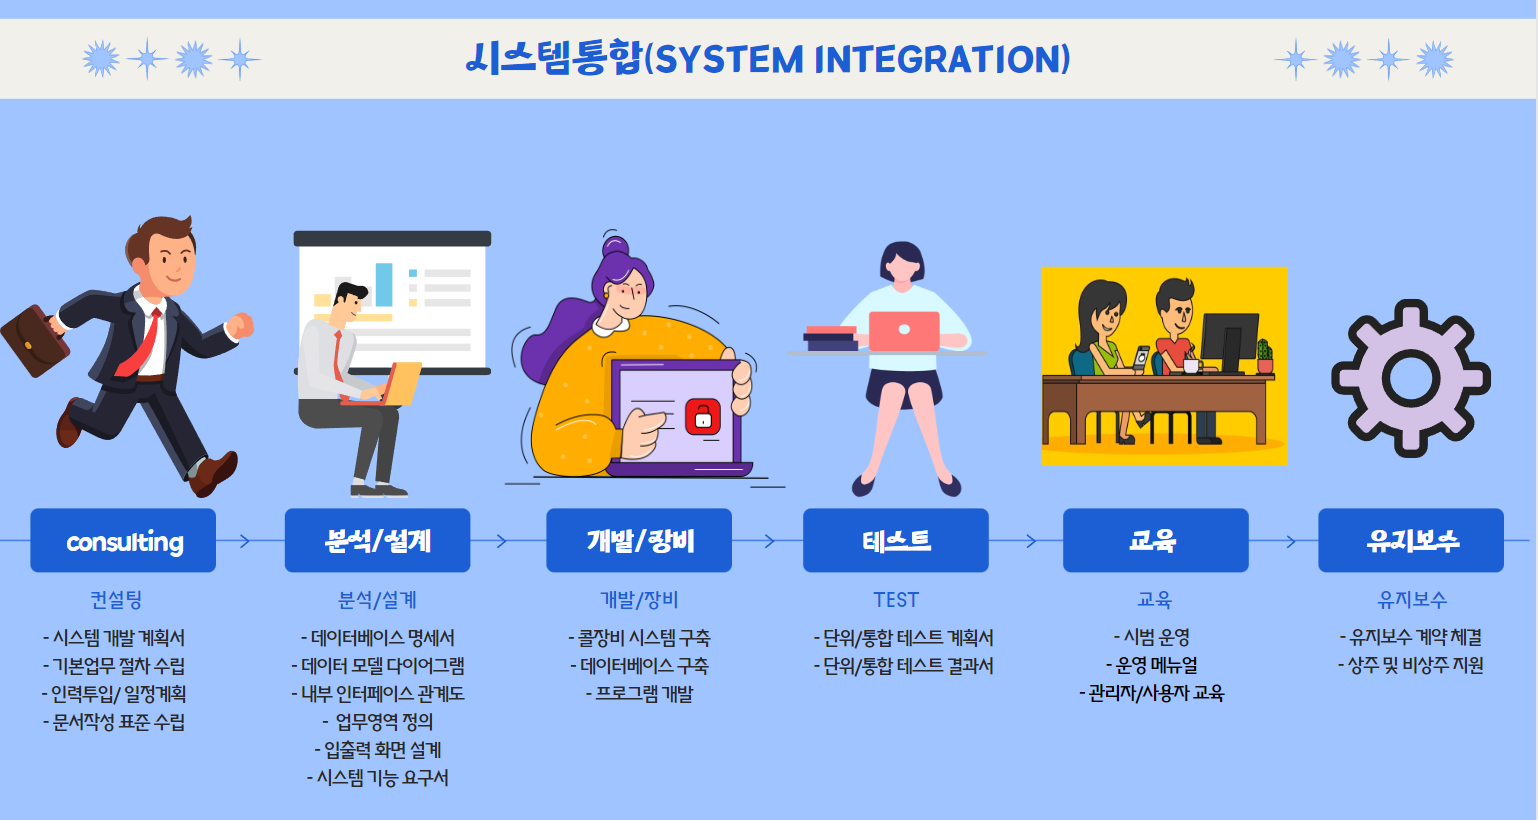 시스템통합(SYSTEM INTEGRATION)
consulting
컨설팅
- 시스템 개발 계획서
- 기본업무 절차 수립
- 인력투입/ 일정계획
- 문서작성 표준 수립
분석/설계
분석/설계
- 데이터베이스 명세서
- 데이터 모델 다이어그램
- 내부 인터페이스 관계도
- 업무영역 정의
- 입출력 화면 설계
- 시스템 기능 요구서
개발/장비
개발/장비
- 콜장비 시스템 구축
- 데이터베이스 구축
- 프로그램 개발
테스트
TEST
- 단위/통합 테스트 계획서
- 단위/통합 테스트 결과서
교육
교육
- 시범 운영
- 운영 메뉴얼
- 관리자/사용자 교육
유지보수
유지보수
- 유지보수 계약 체결
- 상주 및 비상주 지원